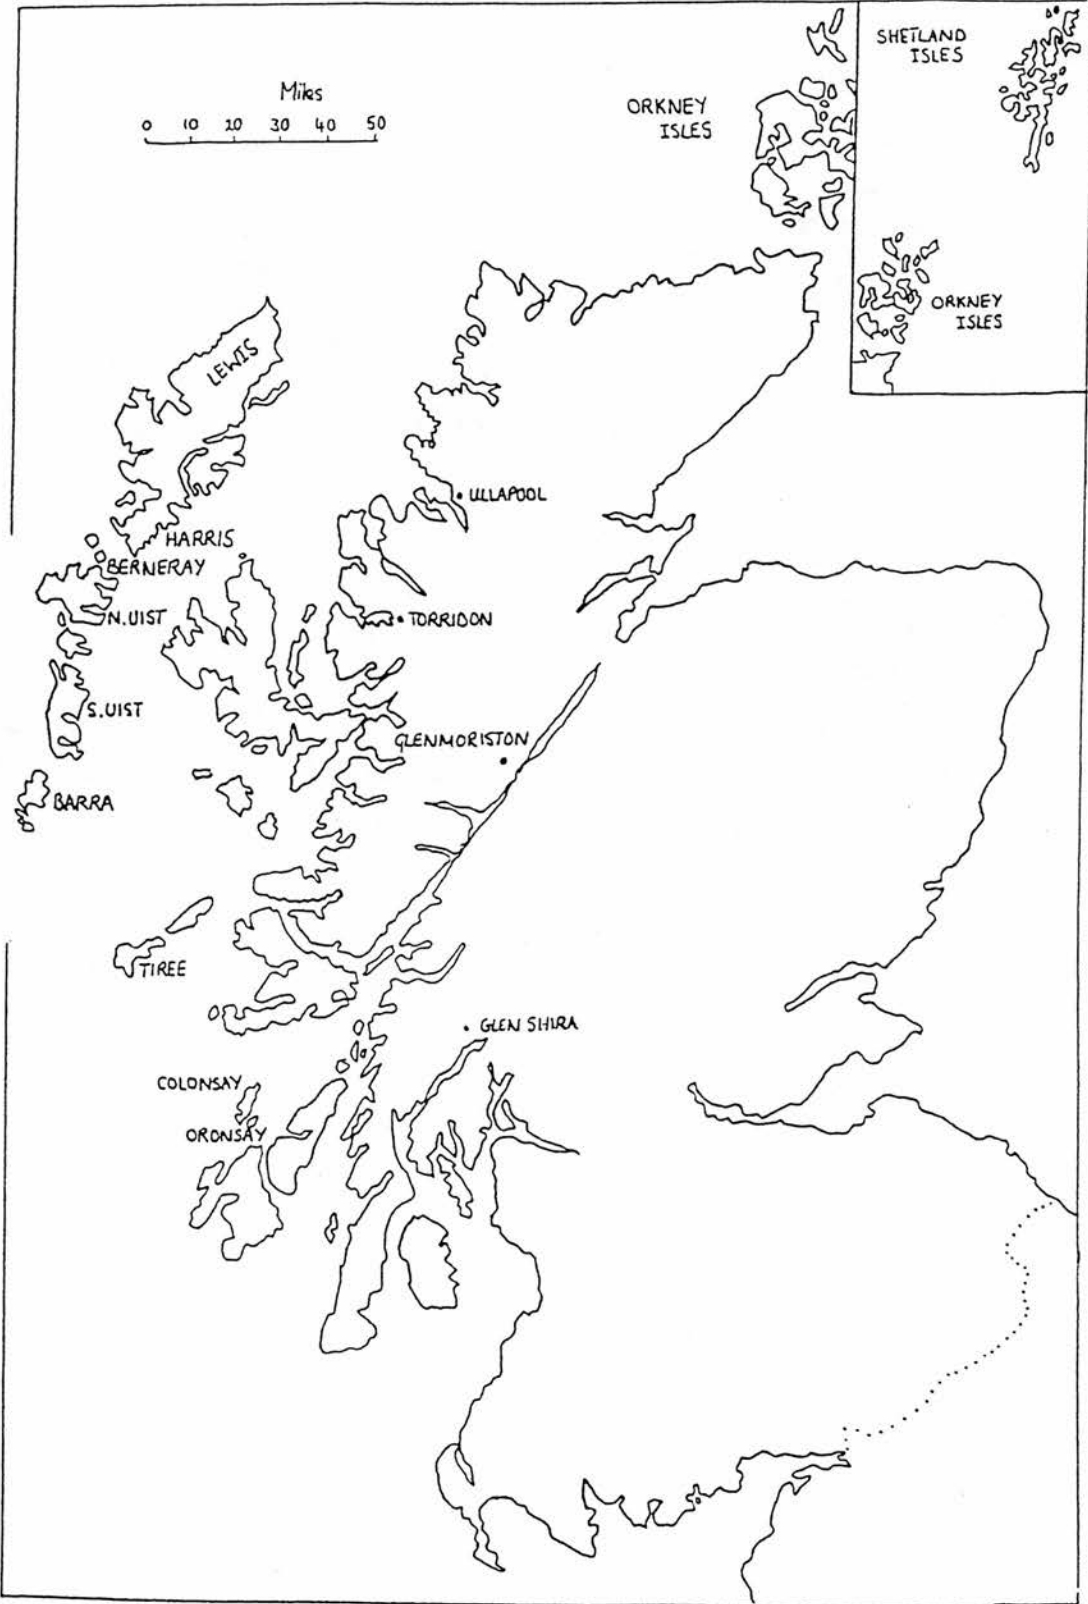 SHETLAND
ISLES
Miles
0 10 20 30 40 50
ORKNEY
ISLES
ORKNEY
ISLES
LEWIS
ULLAPOOL
HARRIS
BERNERAY
N.UIST
TORRIDON
S.UIST
GLENMORISTON
BARRA
TIREE
GLEN SHIRA
COLONSAY
ORONSAY